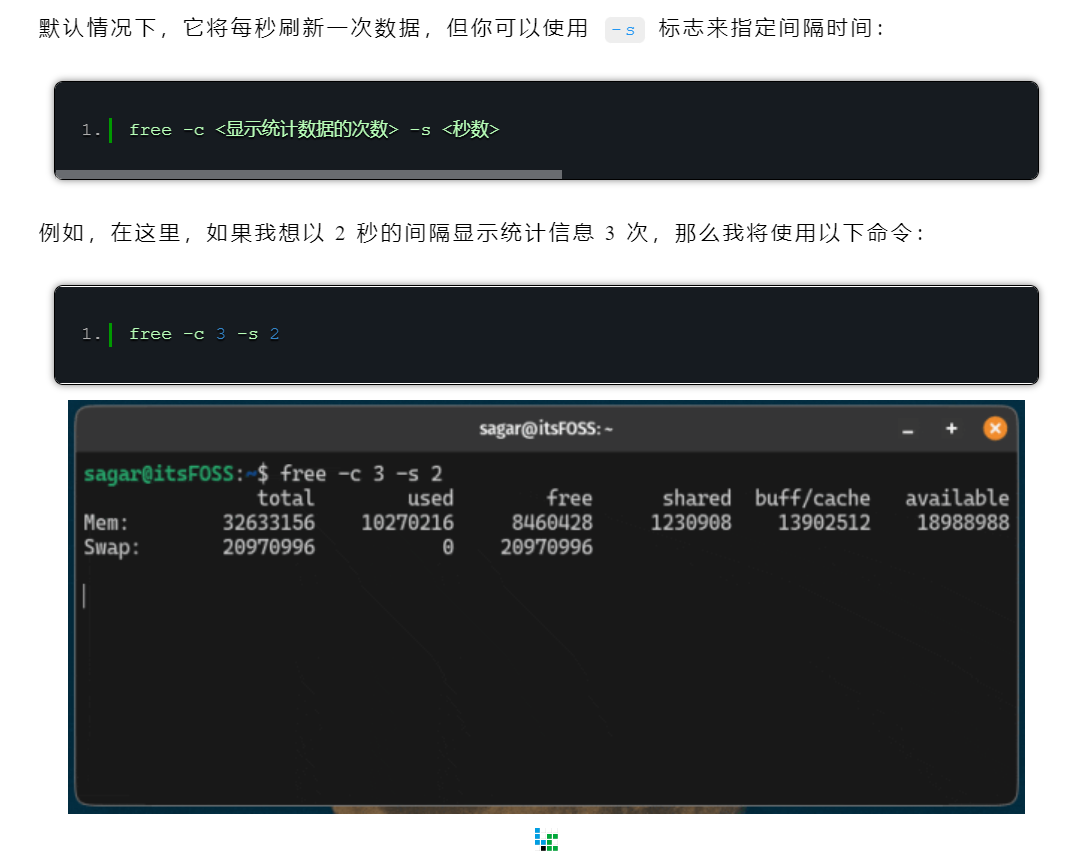 默认情况下，它将每秒刷新一次数据，但你可以使用 -s 标志来指定间隔时间：
1. free -c <显示统计数据的次数> -s <秒数>
例如，在这里，如果我想以 2 秒的间隔显示统计信息 3 次，那么我将使用以下命令：
1. free -c 3 -s 2
sagar@itsFOSS: ~
sagar@itsFOSS:~$ free -c 3 -s 2
total used free shared buff/cache available
Mem: 32633156 10270216 8460428 1230908 13902512 18988988
Swap: 20970996 0 20970996